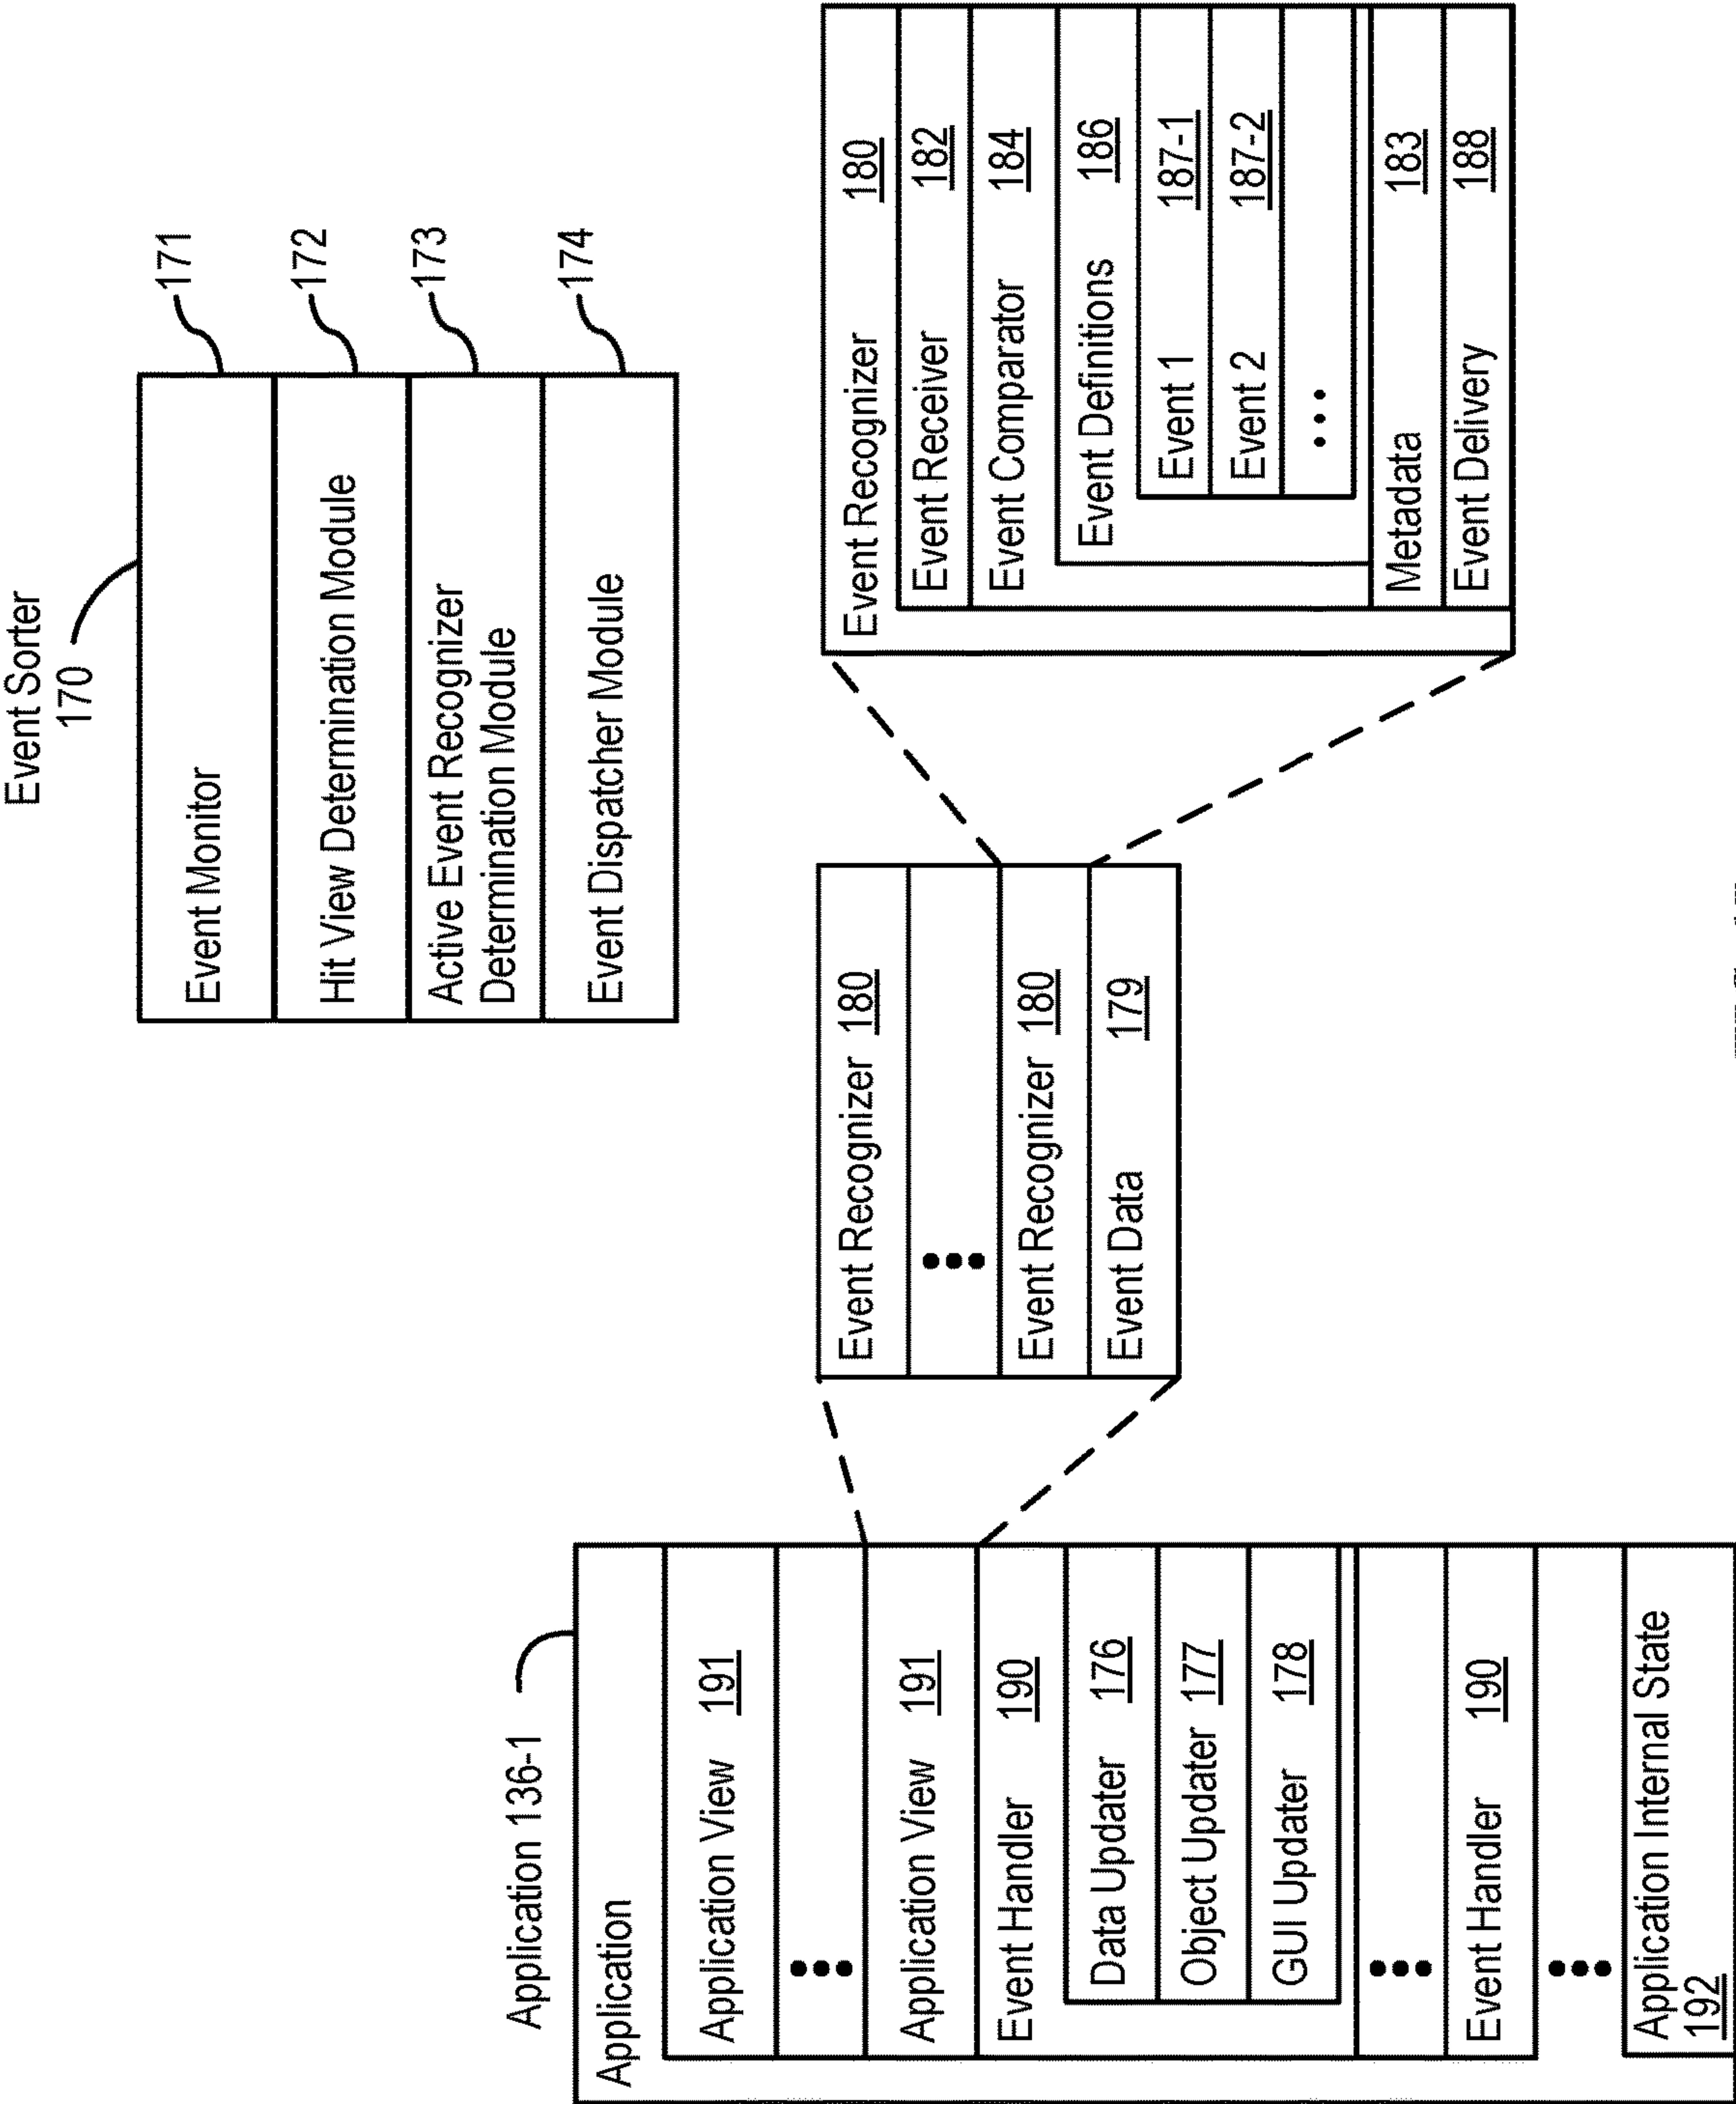 Event Sorter
170
Event Monitor
171
Hit View Determination Module
172
Active Event Recognizer
Determination Module
173
Event Dispatcher Module
174
Application 136-1
Application
Application View 191
Application View 191
Event Handler 190
Data Updater 176
Object Updater 177
GUI Updater 178
Event Handler 190
Application Internal State
192
Event Recognizer 180
Event Recognizer 180
Event Data 179
Event Recognizer 180
Event Receiver 182
Event Comparator 184
Event Definitions 186
Event 1 187-1
Event 2 187-2
Metadata 183
Event Delivery 188